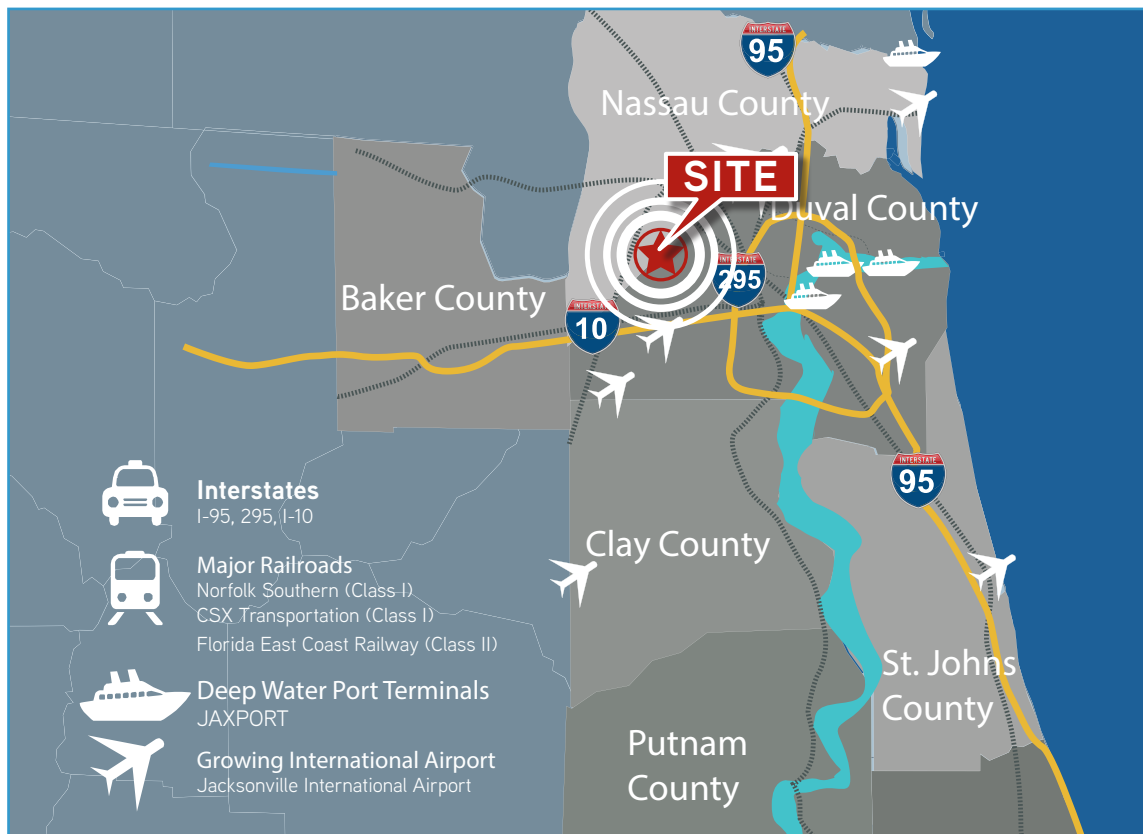 INTERSTATE
95
Nassau County
SITE
Duval County
INTERSTATE
295
Baker County
INTERSTATE
10
INTERSTATE
95
Interstates
I-95, 295, I-10
Clay County
Major Railroads
Norfolk Southern (Class I)
CSX Transportation (Class I)
Florida East Coast Railway (Class II)
St. Johns
County
Deep Water Port Terminals
JAXPORT
Putnam
County
Growing International Airport
Jacksonville International Airport